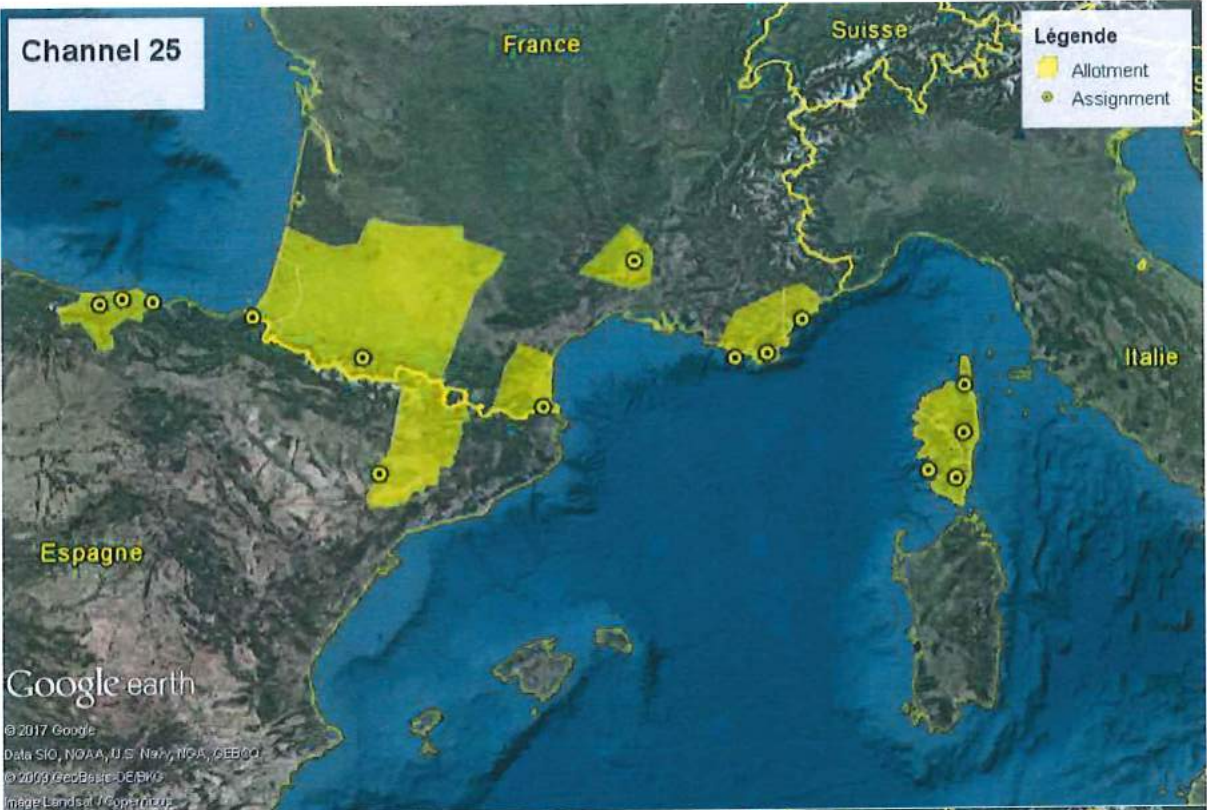 Channel 25
France
Suisse
Légende
Allotment
Assignment
Italie
Espagne
Google earth
© 2017 Google
Data SIO, NOAA, U.S. Navy, NGA, GEBCO
© 2009 GeoBasis-DE/BKG
Image Landsat / Copernicus